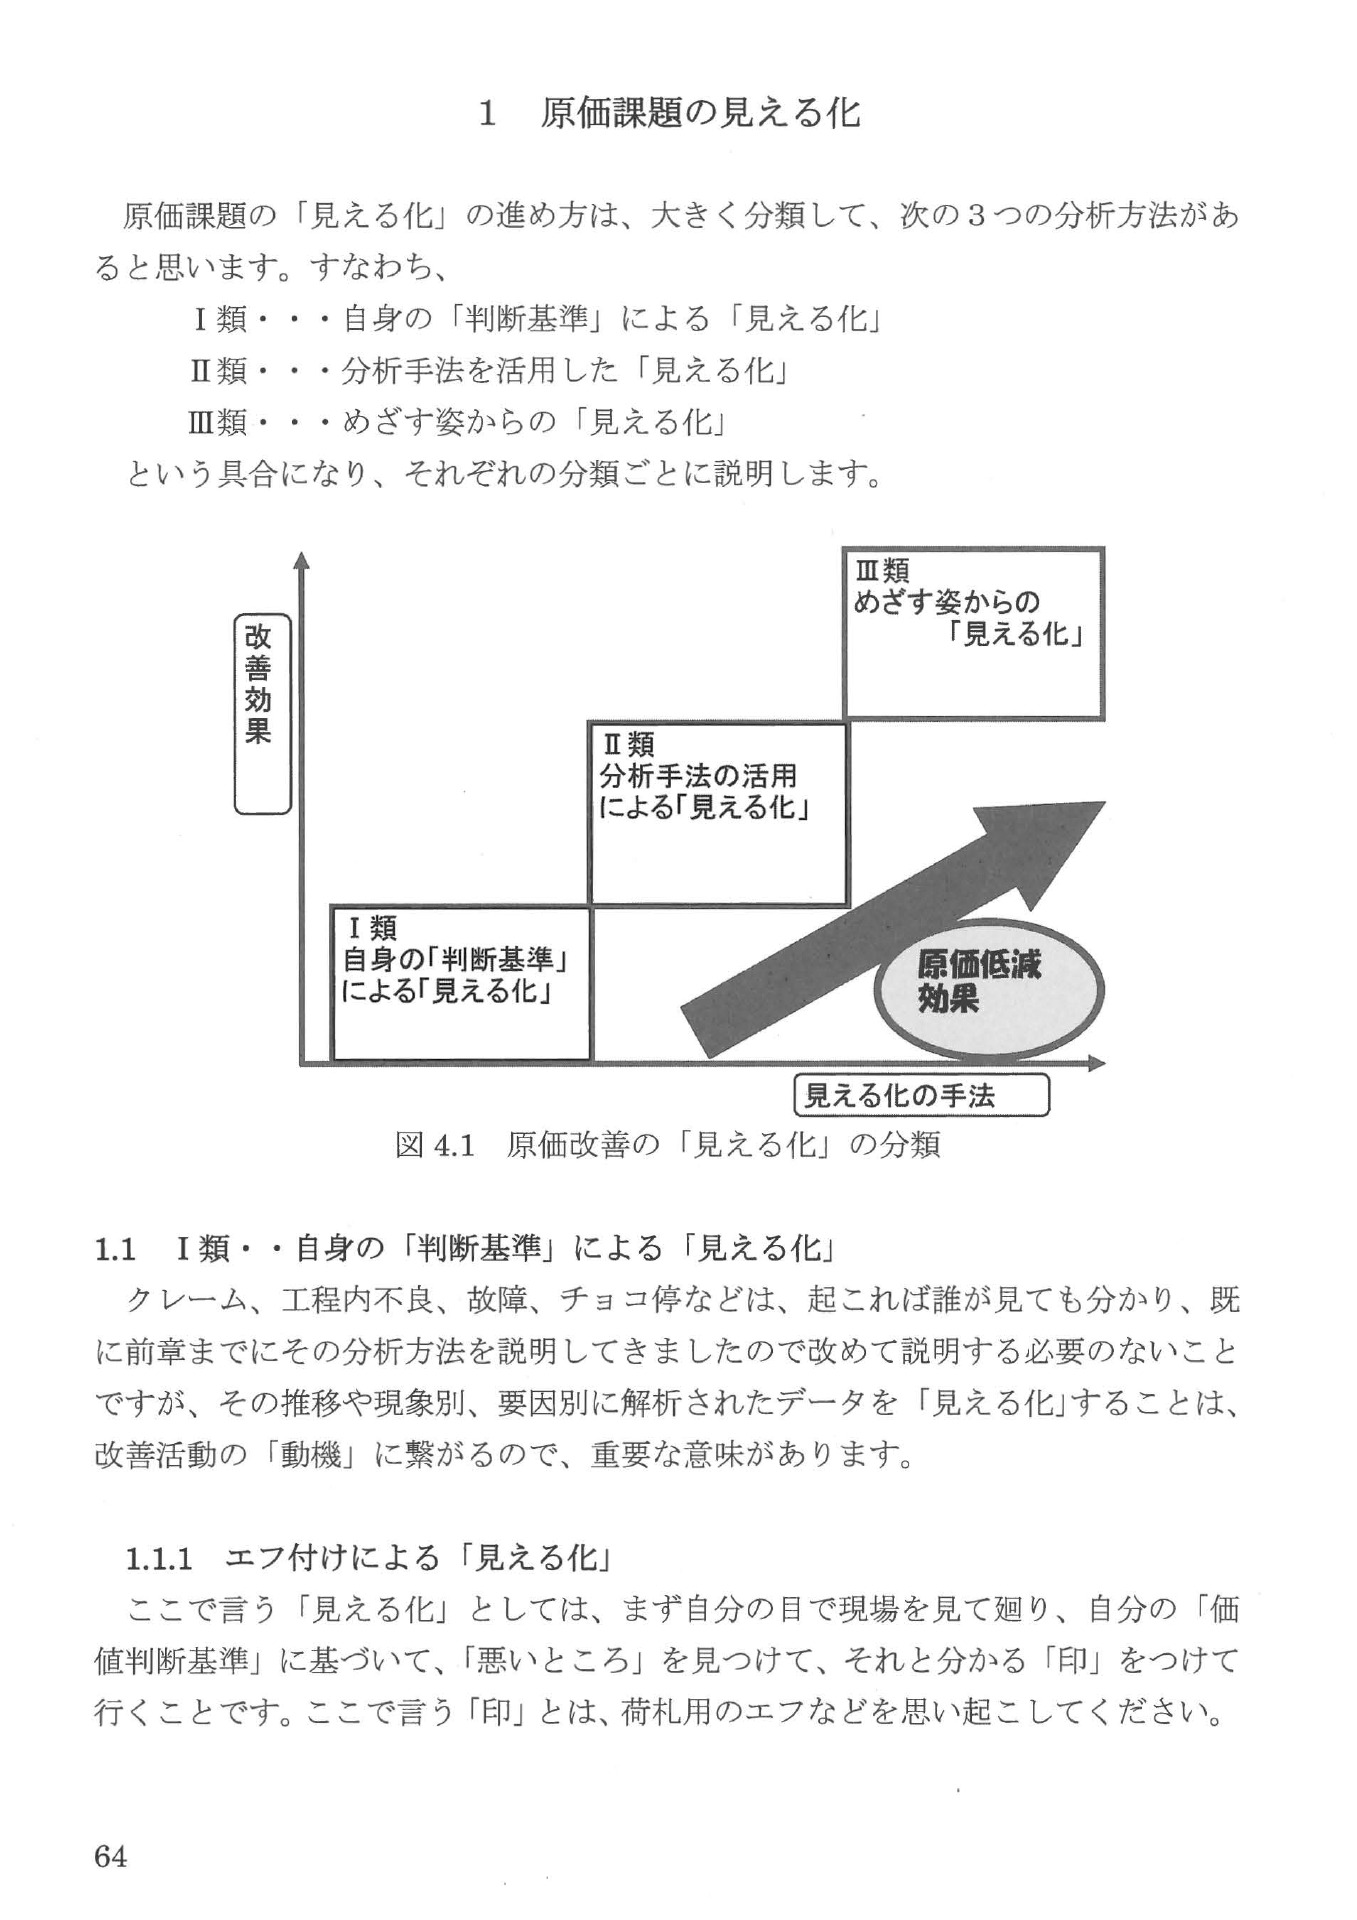 1　原価課題の見える化
原価課題の「見える化」の進め方は、大きく分類して、次の３つの分析方法があ
ると思います。すなわち、
Ⅰ類・・・自身の「判断基準」による「見える化」
Ⅱ類・・・分析手法を活用した「見える化」
Ⅲ類・・・めざす姿からの「見える化」
という具合になり、それぞれの分類ごとに説明します。
改善効果
Ⅲ類
めざす姿からの
「見える化」
Ⅱ類
分析手法の活用
による「見える化」
Ⅰ類
自身の「判断基準」
による「見える化」
原価低減
効果
見える化の手法
図 4.1　原価改善の「見える化」の分類
1.1　Ⅰ類・・自身の「判断基準」による「見える化」
クレーム、工程内不良、故障、チョコ停などは、起これば誰が見ても分かり、既
に前章までにその分析方法を説明してきましたので改めて説明する必要のないこと
ですが、その推移や現象別、要因別に解析されたデータを「見える化」することは、
改善活動の「動機」に繋がるので、重要な意味があります。
1.1.1　エフ付けによる「見える化」
ここで言う「見える化」としては、まず自分の目で現場を見て廻り、自分の「価
値判断基準」に基づいて、「悪いところ」を見つけて、それと分かる「印」をつけて
行くことです。ここで言う「印」とは、荷札用のエフなどを思い起こしてください。
64